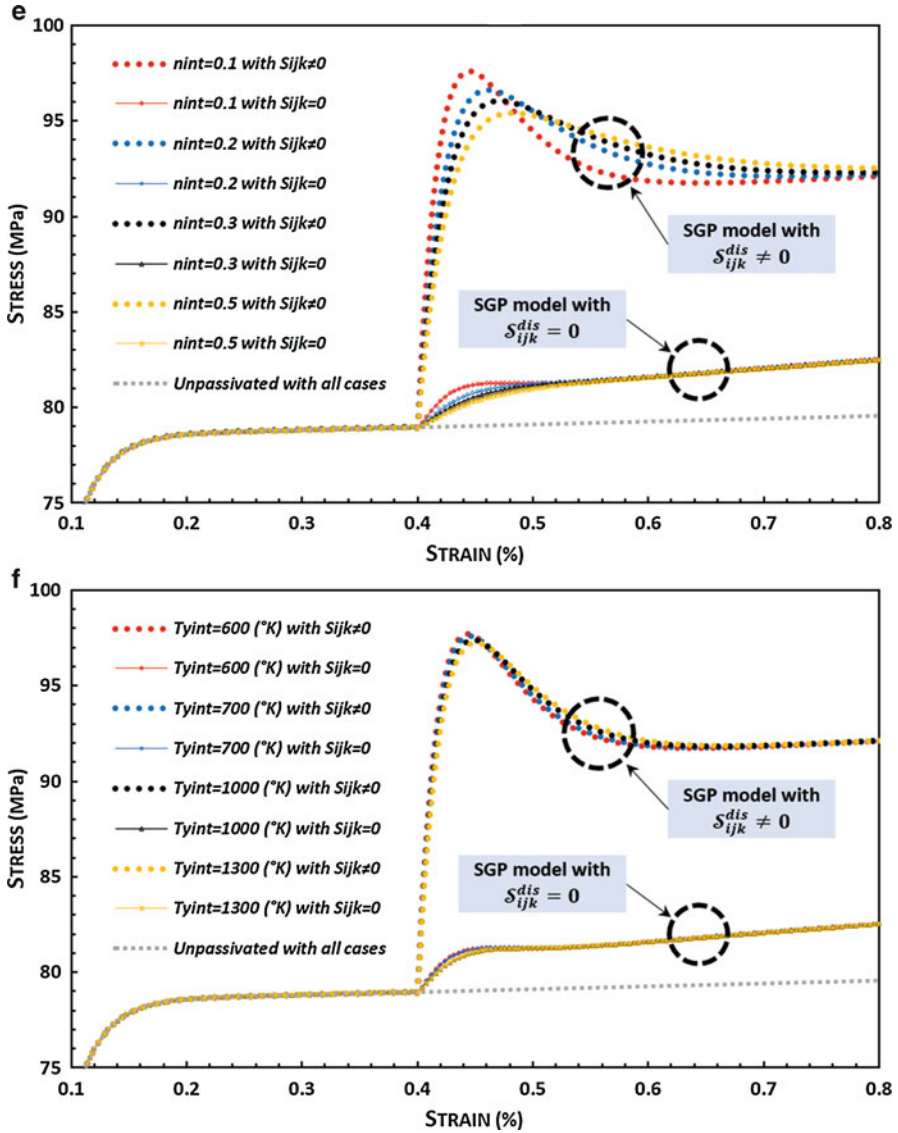 e
100
95
90
85
80
75
STRESS (MPa)
nint=0.1 with Sijk≠0
nint=0.1 with Sijk=0
nint=0.2 with Sijk≠0
nint=0.2 with Sijk=0
nint=0.3 with Sijk≠0
nint=0.3 with Sijk=0
nint=0.5 with Sijk≠0
nint=0.5 with Sijk=0
Unpassivated with all cases
SGP model with
𝒮ᵢⱼₖᵈⁱˢ ≠ 0
SGP model with
𝒮ᵢⱼₖᵈⁱˢ = 0
0.1 0.2 0.3 0.4 0.5 0.6 0.7 0.8
STRAIN (%)
f
100
95
90
85
80
75
STRESS (MPa)
Tyint=600 (°K) with Sijk≠0
Tyint=600 (°K) with Sijk=0
Tyint=700 (°K) with Sijk≠0
Tyint=700 (°K) with Sijk=0
Tyint=1000 (°K) with Sijk≠0
Tyint=1000 (°K) with Sijk=0
Tyint=1300 (°K) with Sijk≠0
Tyint=1300 (°K) with Sijk=0
Unpassivated with all cases
SGP model with
𝒮ᵢⱼₖᵈⁱˢ ≠ 0
SGP model with
𝒮ᵢⱼₖᵈⁱˢ = 0
0.1 0.2 0.3 0.4 0.5 0.6 0.7 0.8
STRAIN (%)